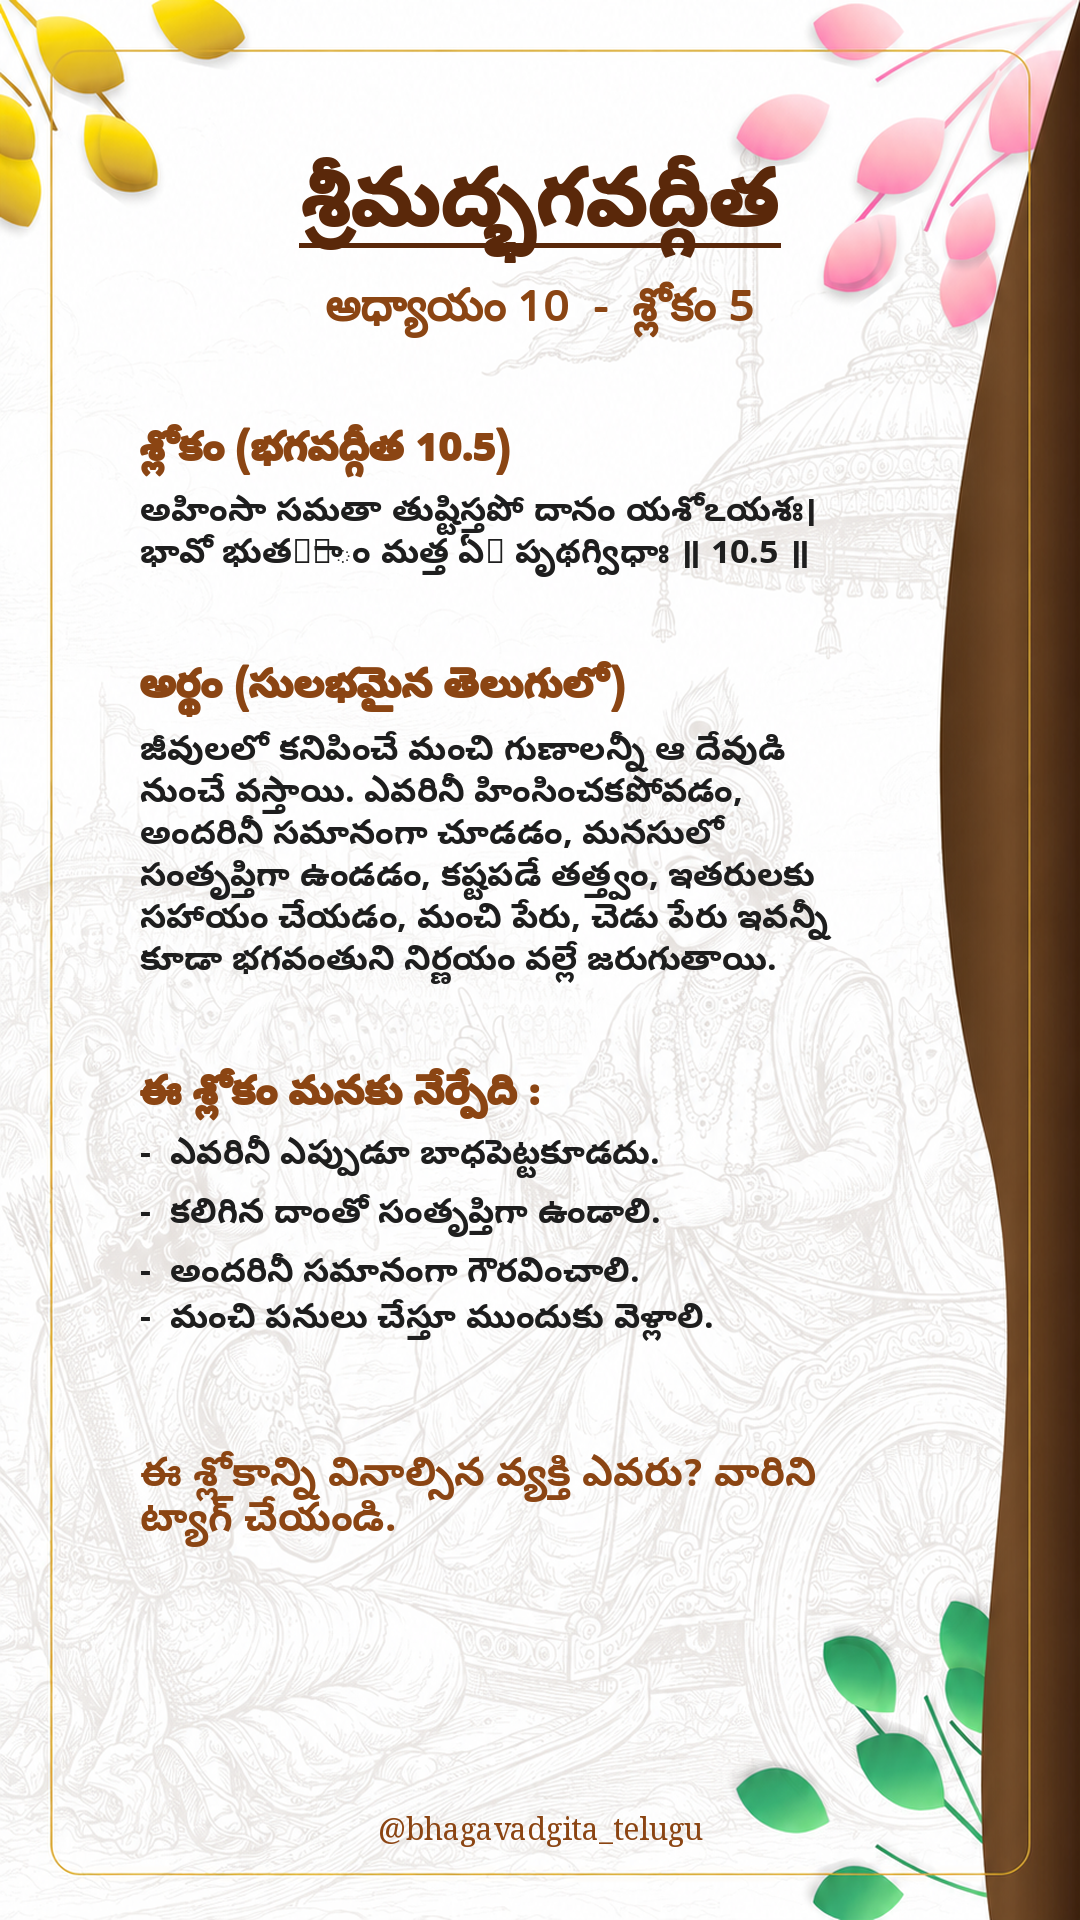 శ్రీమద్భగవద్గీత
అధ్యాయం 10 - శ్లోకం 5
శ్లోకం (భగవద్గీత 10.5)
అహింసా సమతా తుష్టిస్తపో దానం యశోఽయశః|
భావో మత్త పృథగ్విధాః || 10.5 ||
అర్థం (సులభమైన తెలుగులో)
జీవులలో కనిపించే మంచి గుణాలన్నీ ఆ దేవుడి
నుంచే వస్తాయి. ఎవరినీ హింసించకపోవడం,
అందరినీ సమానంగా చూడడం, మనసులో
సంతృప్తిగా ఉండడం, కష్టపడే తత్త్వం, ఇతరులకు
సహాయం చేయడం, మంచి పేరు, చెడు పేరు ఇవన్నీ
కూడా భగవంతుని నిర్ణయం వల్లే జరుగుతాయి.
ఈ శ్లోకం మనకు నేర్పేది :
- ఎవరినీ ఎప్పుడూ బాధపెట్టకూడదు.
- కలిగిన దాంతో సంతృప్తిగా ఉండాలి.
- అందరినీ సమానంగా గౌరవించాలి.
- మంచి పనులు చేస్తూ ముందుకు వెళ్లాలి.
ఈ శ్లోకాన్ని వినాల్సిన వ్యక్తి ఎవరు? వారిని
ట్యాగ్ చేయండి.
@bhagavadgita_telugu